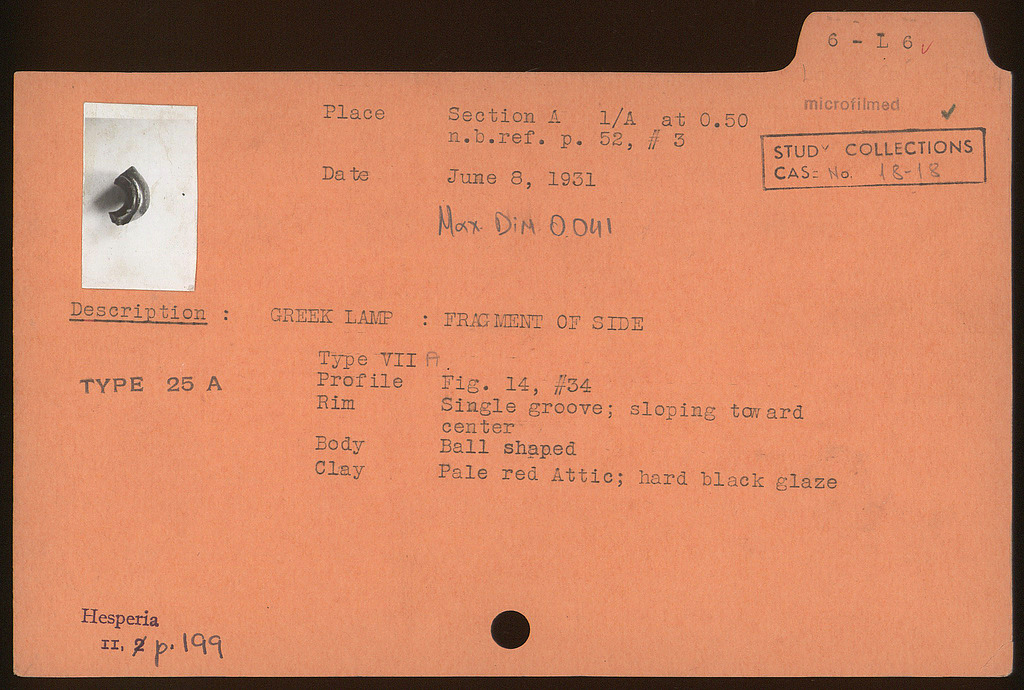 6 - L 6 ✓
microfilmed ✓
STUDY COLLECTIONS
CASE No. 18-18
Place Section A 1/A at 0.50
n.b.ref. p. 52, # 3
Date June 8, 1931
Max Dim 0.041
Description : GREEK LAMP : FRAGMENT OF SIDE
Type VII A.
TYPE 25 A
Profile Fig. 14, #34
Rim Single groove; sloping toward
center
Body Ball shaped
Clay Pale red Attic; hard black glaze
Hesperia
II, 2 p. 199